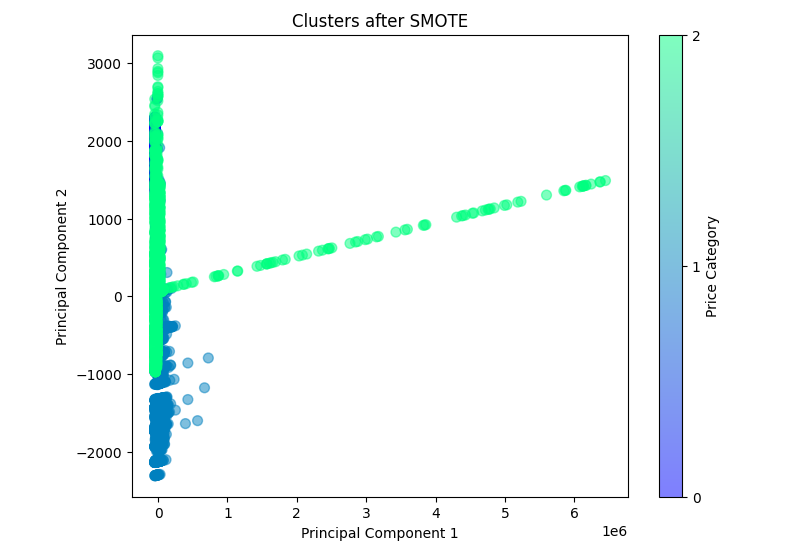 Clusters after SMOTE
Principal Component 2
3000
2000
1000
0
−1000
−2000
0 1 2 3 4 5 6
1e6
Principal Component 1
2
1
0
Price Category